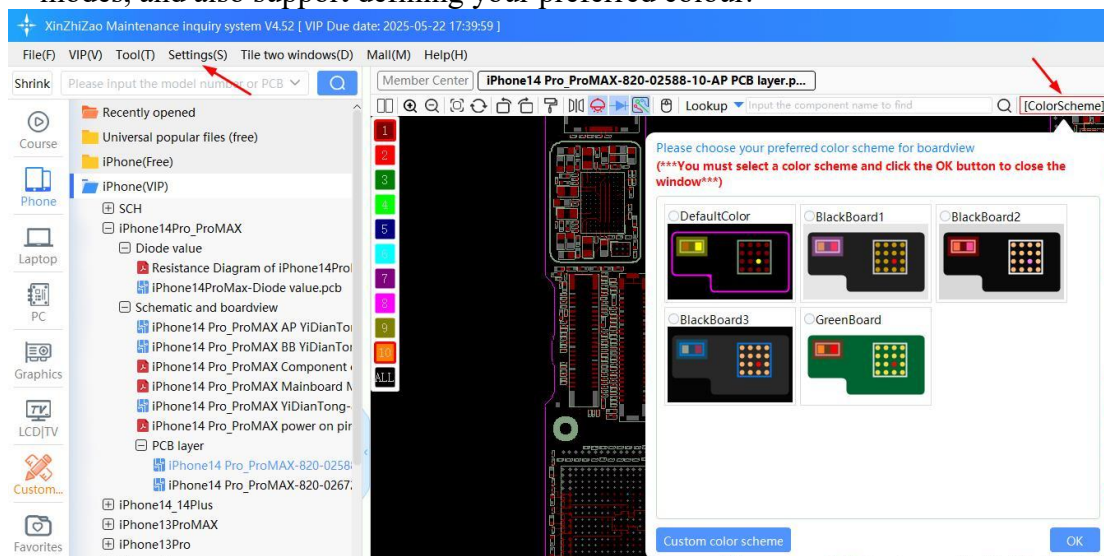 modes, and also support defining your preferred colour.
XinZhiZao Maintenance inquiry system V4.52 [ VIP Due date: 2025-05-22 17:39:59 ]
File(F) VIP(V) Tool(T) Settings(S) Tile two windows(D) Mall(M) Help(H)
Shrink Please Input the model number or PCB
Member Center iPhone14 Pro_ProMAX-820-02588-10-AP PCB layer.p...
Lookup Input the component name to find [ColorScheme]
Course
Phone
Laptop
PC
Graphics
LCD|TV
Custom...
Favorites
Recently opened
Universal popular files (free)
iPhone(Free)
iPhone(VIP)
SCH
iPhone14Pro_ProMAX
Diode value
Resistance Diagram of iPhone14Prol
iPhone14ProMax-Diode value.pcb
Schematic and boardview
iPhone14 Pro_ProMAX AP YiDianTo
iPhone14 Pro_ProMAX BB YiDianTo
iPhone14 Pro_ProMAX Component
iPhone14 Pro_ProMAX Mainboard M
iPhone14 Pro_ProMAX YiDianTong-
iPhone14 Pro_ProMAX power on pin
PCB layer
iPhone14 Pro_ProMAX-820-0258
iPhone14 Pro_ProMAX-820-0267
iPhone14_14Plus
iPhone13ProMAX
iPhone13Pro
1
2
3
4
5
6
7
8
9
10
ALL
Please choose your preferred color scheme for boardview
(***You must select a color scheme and click the OK button to close the
window***)
DefaultColor BlackBoard1 BlackBoard2
BlackBoard3 GreenBoard
Custom color scheme OK